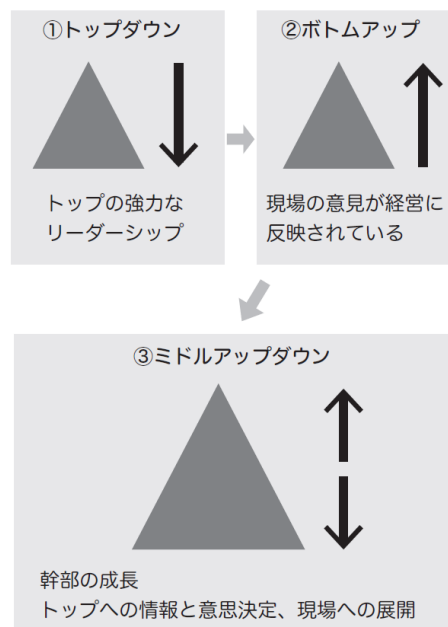 ①トップダウン
トップの強力な
リーダーシップ
②ボトムアップ
現場の意見が経営に
反映されている
③ミドルアップダウン
幹部の成長
トップへの情報と意思決定、現場への展開